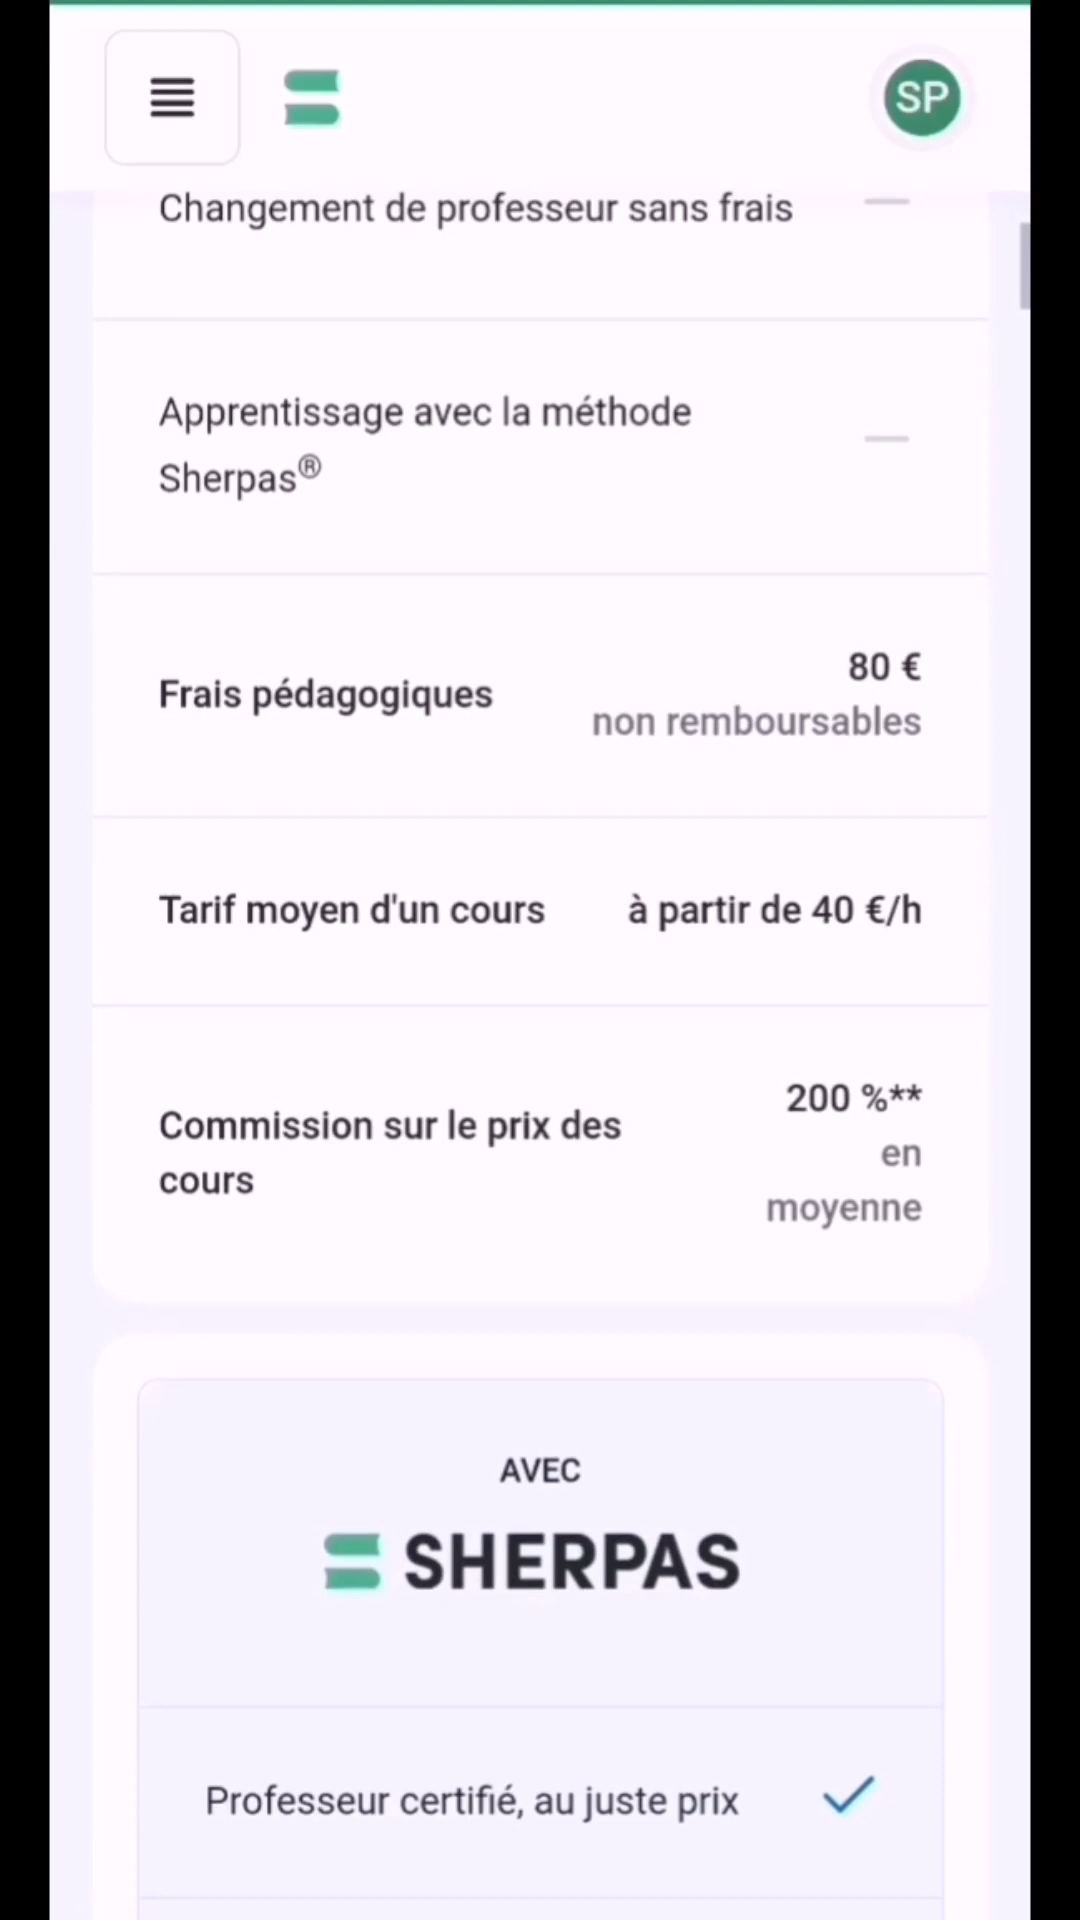 SP
Changement de professeur sans frais
Apprentissage avec la méthode
Sherpas®
Frais pédagogiques
80 €
non remboursables
Tarif moyen d'un cours
à partir de 40 €/h
Commission sur le prix des
cours
200 %**
en
moyenne
AVEC
SHERPAS
Professeur certifié, au juste prix